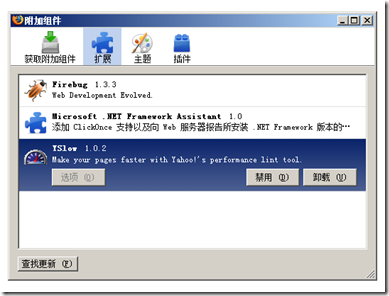 附加组件
获取附加组件 扩展 主题 插件
Firebug 1.3.3
Web Development Evolved.
Microsoft .NET Framework Assistant 1.0
添加 ClickOnce 支持以及向 Web 服务器报告所安装 .NET Framework 版本的…
YSlow 1.0.2
Make your pages faster with Yahoo!'s performance lint tool.
选项 (O) 禁用 (D) 卸载 (U)
查找更新 (F)